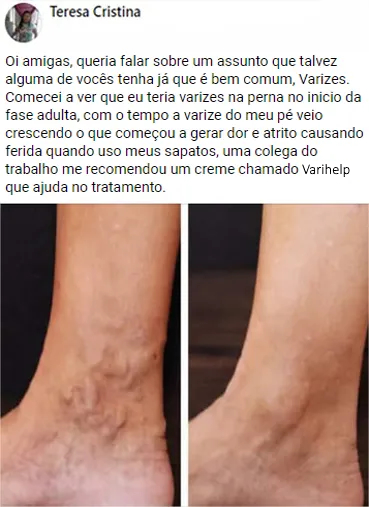 Teresa Cristina
Oi amigas, queria falar sobre um assunto que talvez
alguma de vocês tenha já que é bem comum, Varizes.
Comecei a ver que eu teria varizes na perna no inicio da
fase adulta, com o tempo a varize do meu pé veio
crescendo o que começou a gerar dor e atrito causando
ferida quando uso meus sapatos, uma colega do
trabalho me recomendou um creme chamado Varihelp
que ajuda no tratamento.